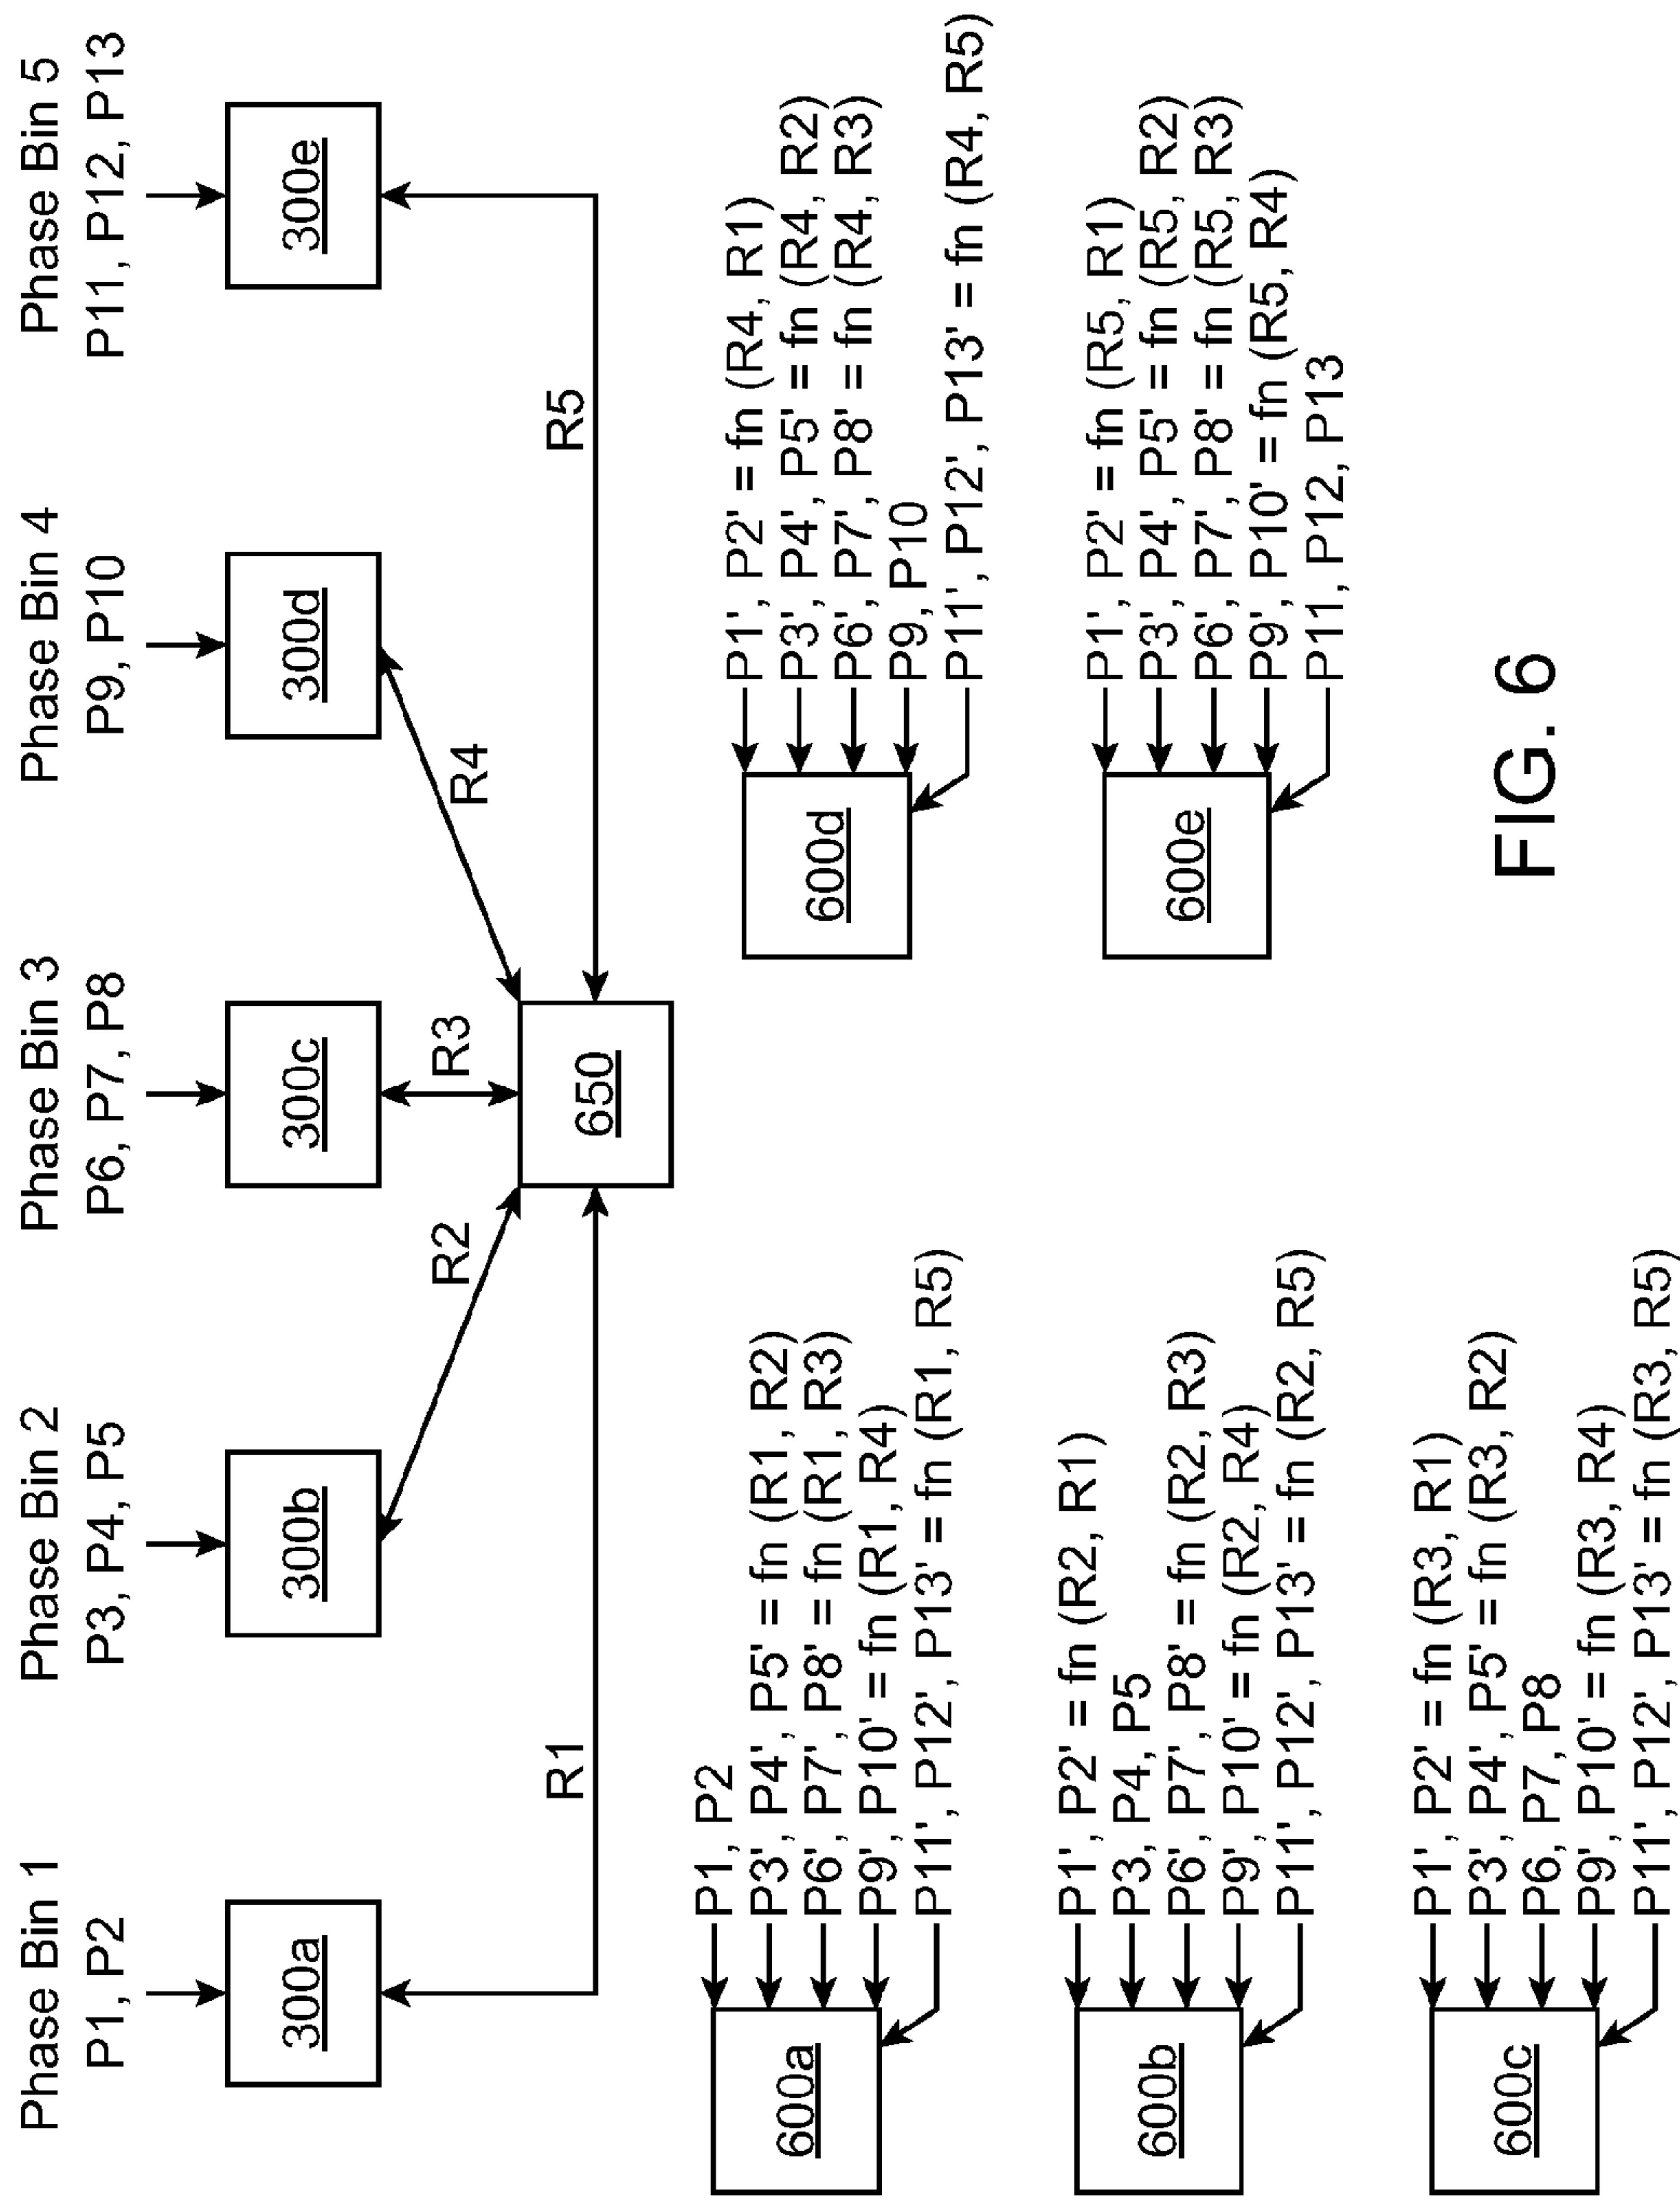 Phase Bin 1
P1, P2
Phase Bin 2
P3, P4, P5
Phase Bin 3
P6, P7, P8
Phase Bin 4
P9, P10
Phase Bin 5
P11, P12, P13
300a
300b
300c
300d
300e
R1
R2
R3
R4
R5
650
600a
P1, P2
P3', P4', P5' = fn (R1, R2)
P6', P7', P8' = fn (R1, R3)
P9', P10' = fn (R1, R4)
P11', P12', P13' = fn (R1, R5)
600b
P1', P2' = fn (R2, R1)
P3, P4, P5
P6', P7', P8' = fn (R2, R3)
P9', P10' = fn (R2, R4)
P11', P12', P13' = fn (R2, R5)
600c
P1', P2' = fn (R3, R1)
P3', P4', P5' = fn (R3, R2)
P6, P7, P8
P9', P10' = fn (R3, R4)
P11', P12', P13' = fn (R3, R5)
600d
P1', P2' = fn (R4, R1)
P3', P4', P5' = fn (R4, R2)
P6', P7', P8' = fn (R4, R3)
P9, P10
P11', P12', P13' = fn (R4, R5)
600e
P1', P2' = fn (R5, R1)
P3', P4', P5' = fn (R5, R2)
P6', P7', P8' = fn (R5, R3)
P9', P10' = fn (R5, R4)
P11, P12, P13
FIG. 6